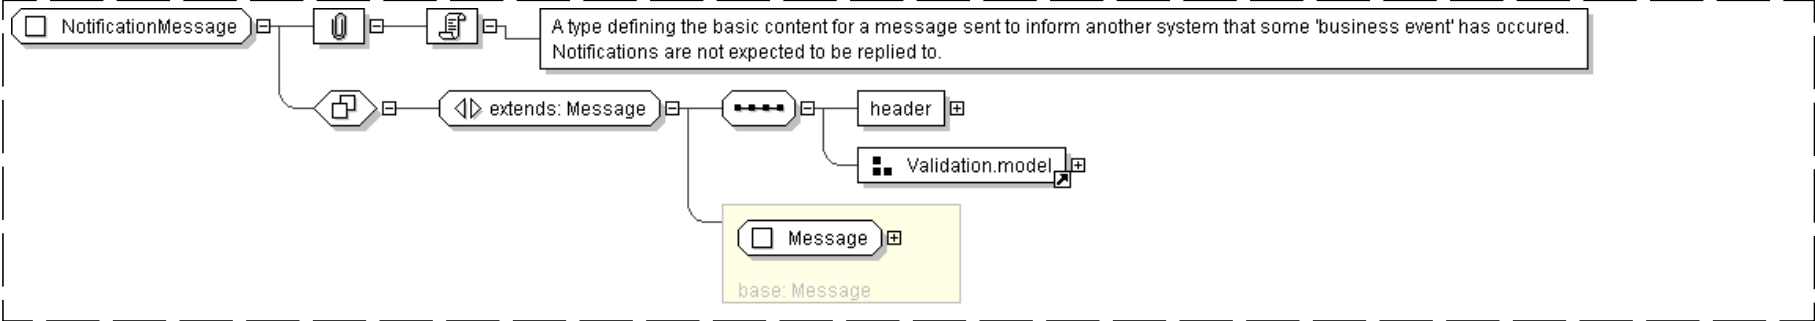 NotificationMessage
A type defining the basic content for a message sent to inform another system that some 'business event' has occured.
Notifications are not expected to be replied to.
extends: Message
header
Validation.model
Message
base: Message